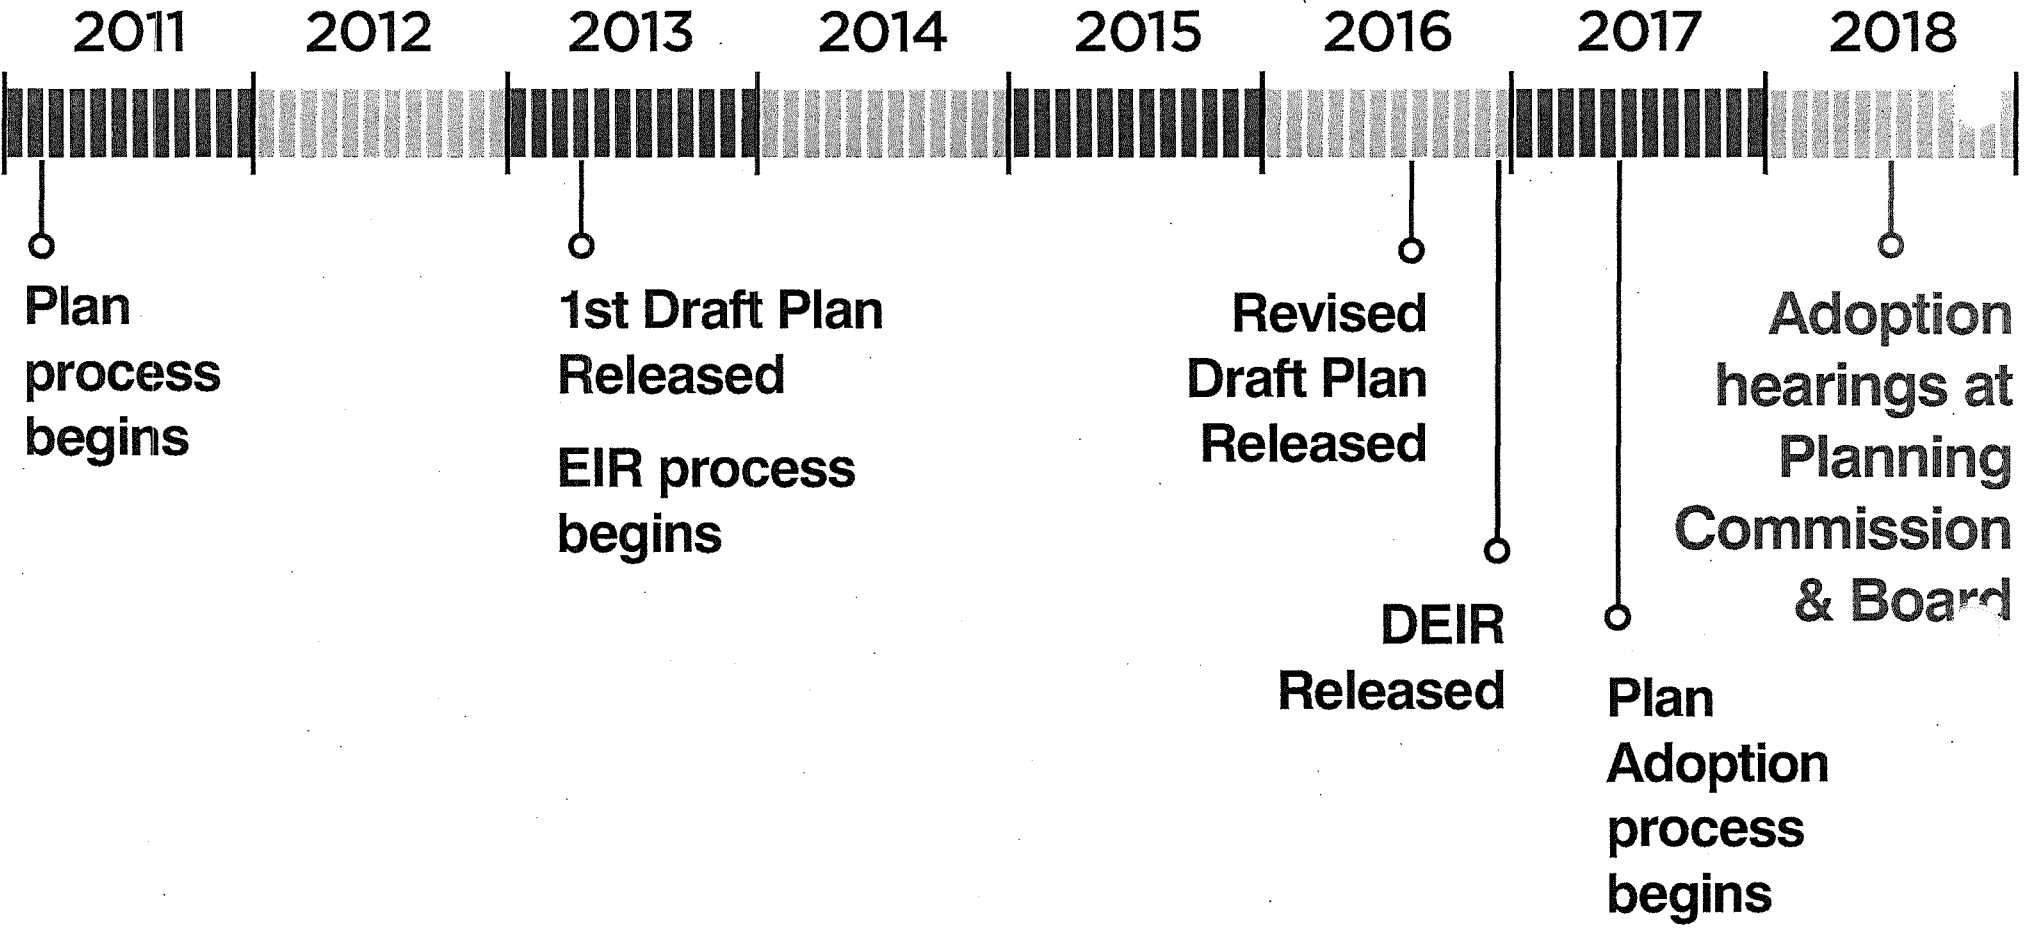 2011 2012 2013 2014 2015 2016 2017 2018
Plan
process
begins
1st Draft Plan
Released
EIR process
begins
Revised
Draft Plan
Released
DEIR
Released
Plan
Adoption
process
begins
Adoption
hearings at
Planning
Commission
& Board